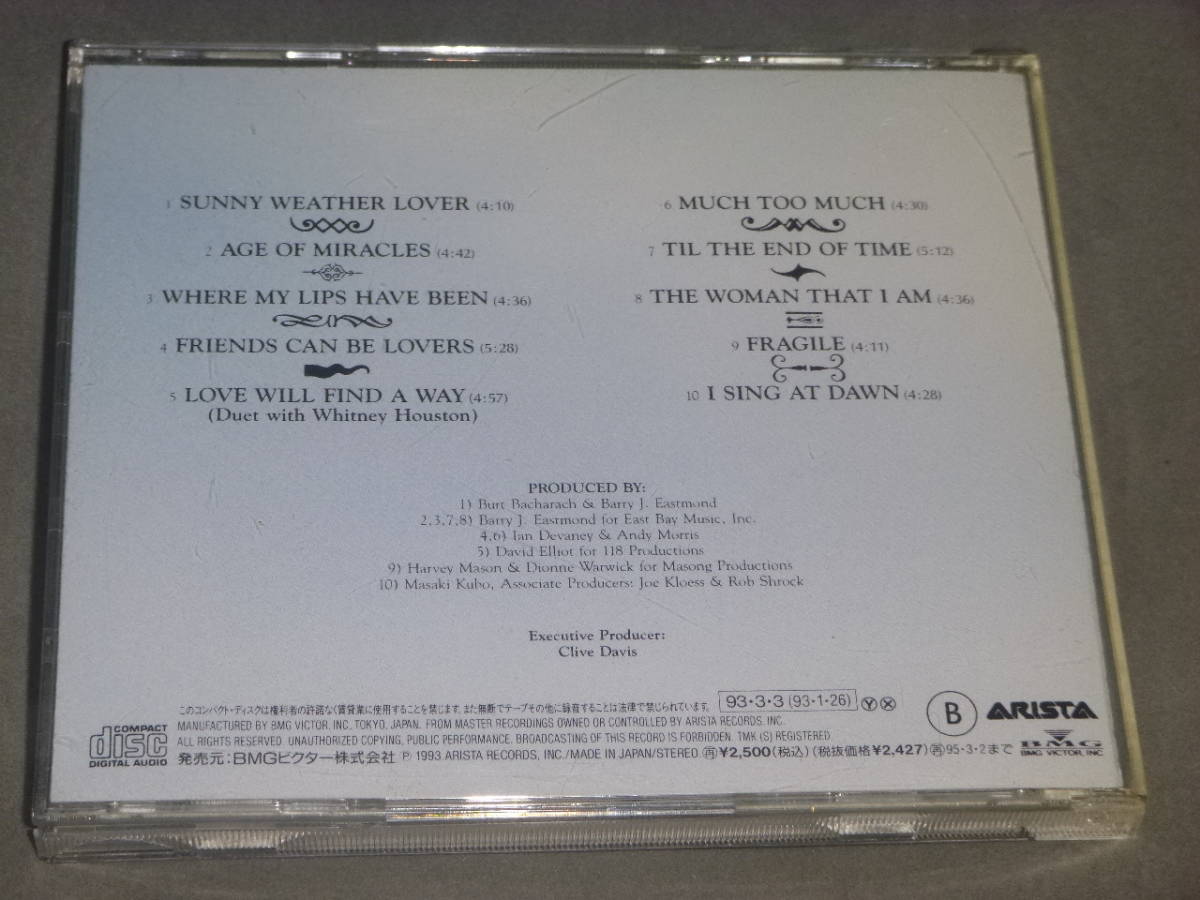 1 SUNNY WEATHER LOVER (4:10)
2 AGE OF MIRACLES (4:42)
3 WHERE MY LIPS HAVE BEEN (4:36)
4 FRIENDS CAN BE LOVERS (5:28)
5 LOVE WILL FIND A WAY (4:57)
(Duet with Whitney Houston)
6 MUCH TOO MUCH (4:30)
7 TIL THE END OF TIME (5:12)
8 THE WOMAN THAT I AM (4:36)
9 FRAGILE (4:11)
10 I SING AT DAWN (4:28)
PRODUCED BY:
1) Burt Bacharach & Barry J. Eastmond
2,3,7,8) Barry J. Eastmond for East Bay Music, Inc.
4,6) Ian Devaney & Andy Morris
5) David Elliot for 118 Productions
9) Harvey Mason & Dionne Warwick for Masong Productions
10) Masaki Kubo, Associate Producers: Joe Kloess & Rob Shrock
Executive Producer:
Clive Davis
このコンパクト・ディスクは権利者の許諾なく賃貸業に使用することを禁じます。また無断でテープその他に録音することは法律で禁じられています。 93・3・3 (93・1・26) Ⓨ Ⓧ
MANUFACTURED BY BMG VICTOR, INC, TOKYO, JAPAN. FROM MASTER RECORDINGS OWNED OR CONTROLLED BY ARISTA RECORDS, INC.
ALL RIGHTS RESERVED. UNAUTHORIZED COPYING, PUBLIC PERFORMANCE, BROADCASTING OF THIS RECORD IS FORBIDDEN. TMK (S) REGISTERED.
発売元:BMGビクター株式会社 Ⓟ 1993 ARISTA RECORDS, INC./MADE IN JAPAN/STEREO ㊢¥2,500(税込)(税抜価格¥2,427)㊢95・3・2まで
COMPACT
disc
DIGITAL AUDIO
B
ARISTA
BMG
BMG VICTOR, INC